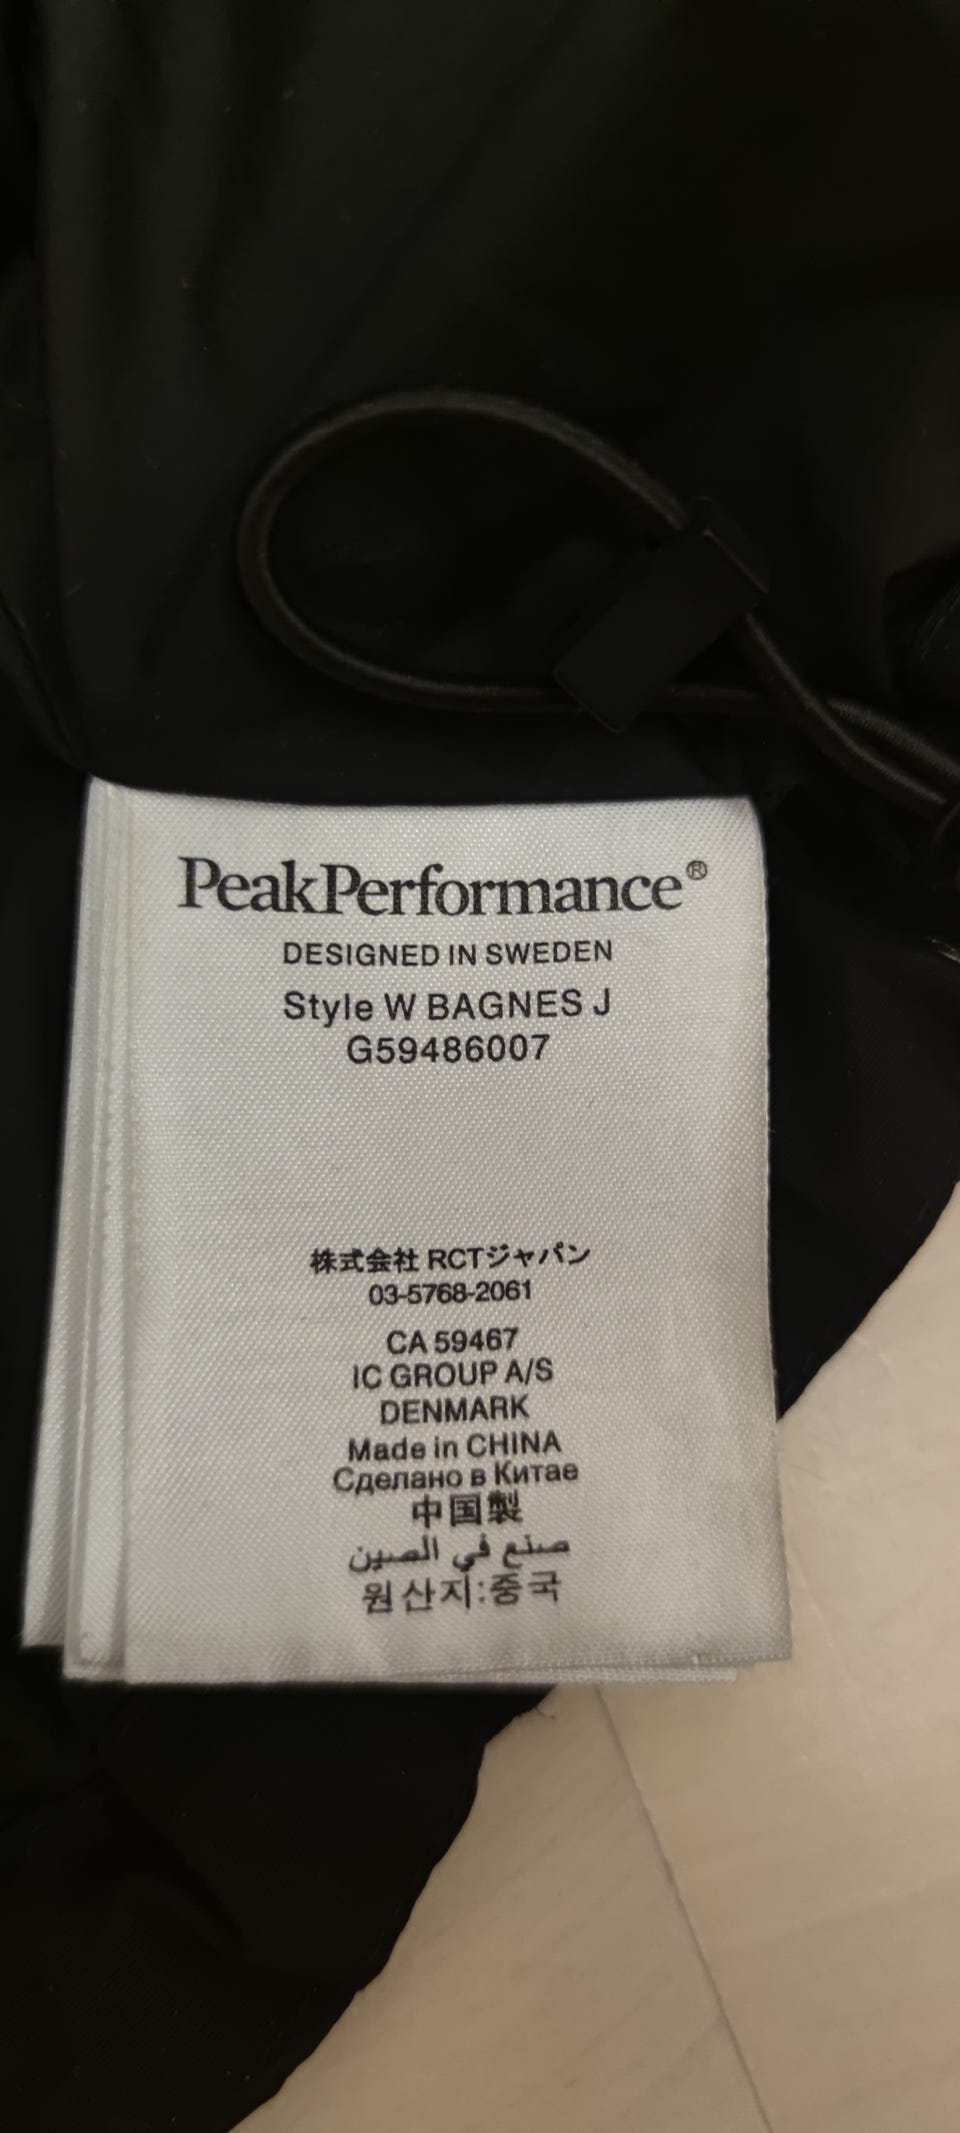 PeakPerformance®
DESIGNED IN SWEDEN
Style W BAGNES J
G59486007
株式会社 RCTジャパン
03-5768-2061
CA 59467
IC GROUP A/S
DENMARK
Made in CHINA
Сделано в Китае
中国製
صنع في الصين
원산지:중국